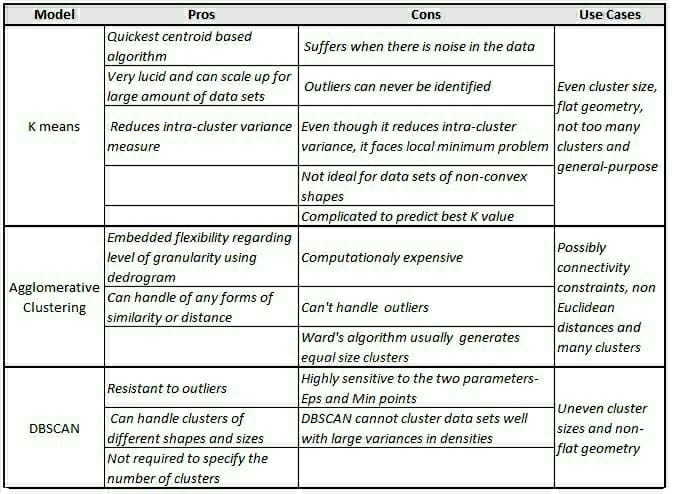 Model Pros Cons Use Cases
K means
Quickest centroid based
algorithm
Suffers when there is noise in the data
Very lucid and can scale up for
large amount of data sets
Outliers can never be identified
Reduces intra-cluster variance
measure
Even though it reduces intra-cluster
variance, it faces local minimum problem
Not ideal for data sets of non-convex
shapes
Complicated to predict best K value
Even cluster size,
flat geometry,
not too many
clusters and
general-purpose
Agglomerative
Clustering
Embedded flexibility regarding
level of granularity using
dedrogram
Computationaly expensive
Can handle of any forms of
similarity or distance
Can't handle outliers
Ward's algorithm usually generates
equal size clusters
Possibly
connectivity
constraints, non
Euclidean
distances and
many clusters
DBSCAN
Resistant to outliers
Highly sensitive to the two parameters-
Eps and Min points
Can handle clusters of
different shapes and sizes
DBSCAN cannot cluster data sets well
with large variances in densities
Not required to specify the
number of clusters
Uneven cluster
sizes and non-
flat geometry